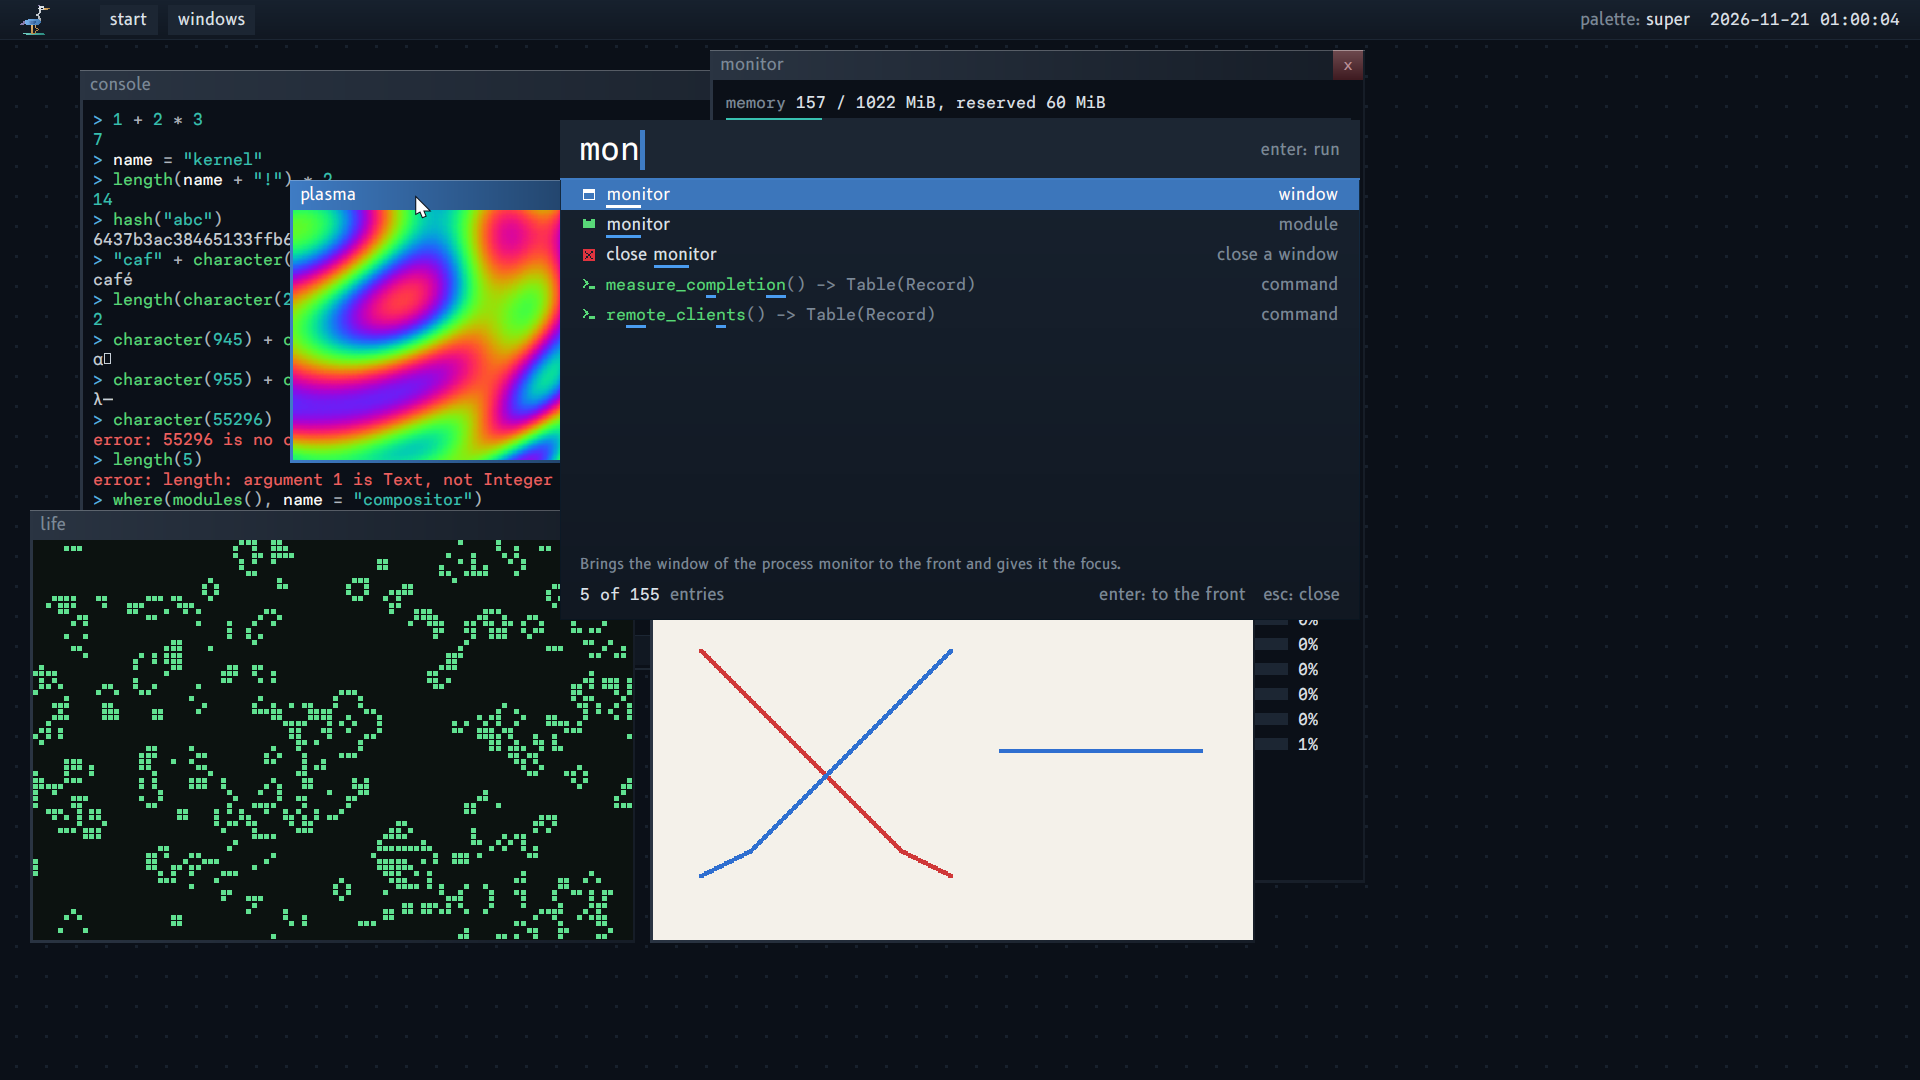 start windows palette: super 2026-11-21 01:00:04
monitor x
memory 157 / 1022 MiB, reserved 60 MiB
console
> 1 + 2 * 3
7
> name = "kernel"
> length(name + "!") * 2
14
> hash("abc")
6437b3ac38465133ffb6
> "caf" + character(
café
> length(character(2
2
> character(945) + c
α
> character(955) + c
λ—
> character(55296)
error: 55296 is no c
> length(5)
error: length: argument 1 is Text, not Integer
> where(modules(), name = "compositor")
plasma
mon enter: run
monitor window
monitor module
close monitor close a window
measure_completion() -> Table(Record) command
remote_clients() -> Table(Record) command
Brings the window of the process monitor to the front and gives it the focus.
5 of 155 entries enter: to the front esc: close
life
0%
0%
0%
0%
0%
1%